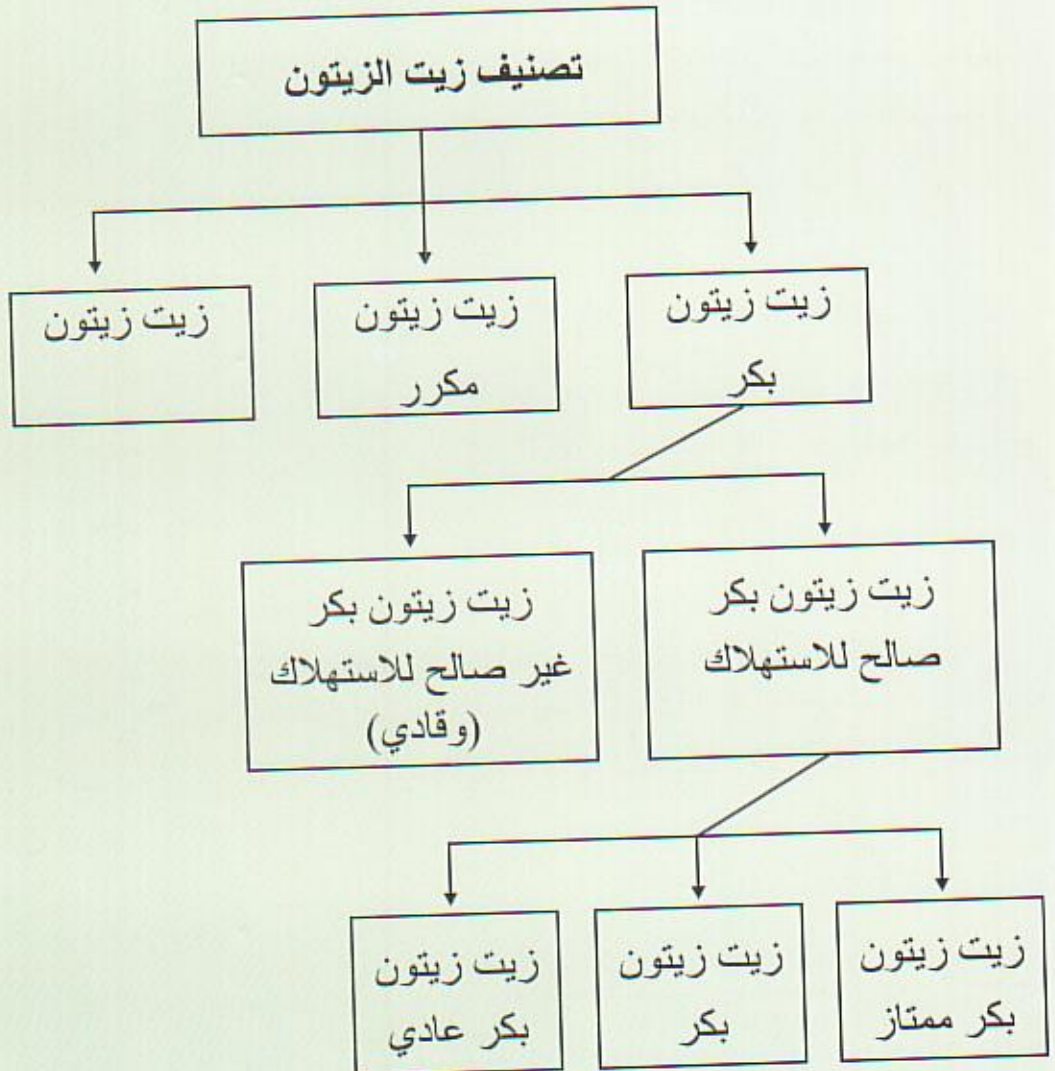 تصنيف زيت الزيتون
زيت زيتون
بكر
زيت زيتون
مكرر
زيت زيتون
زيت زيتون بكر
صالح للاستهلاك
زيت زيتون بكر
غير صالح للاستهلاك
(وقادي)
زيت زيتون
بكر ممتاز
زيت زيتون
بكر
زيت زيتون
بكر عادي